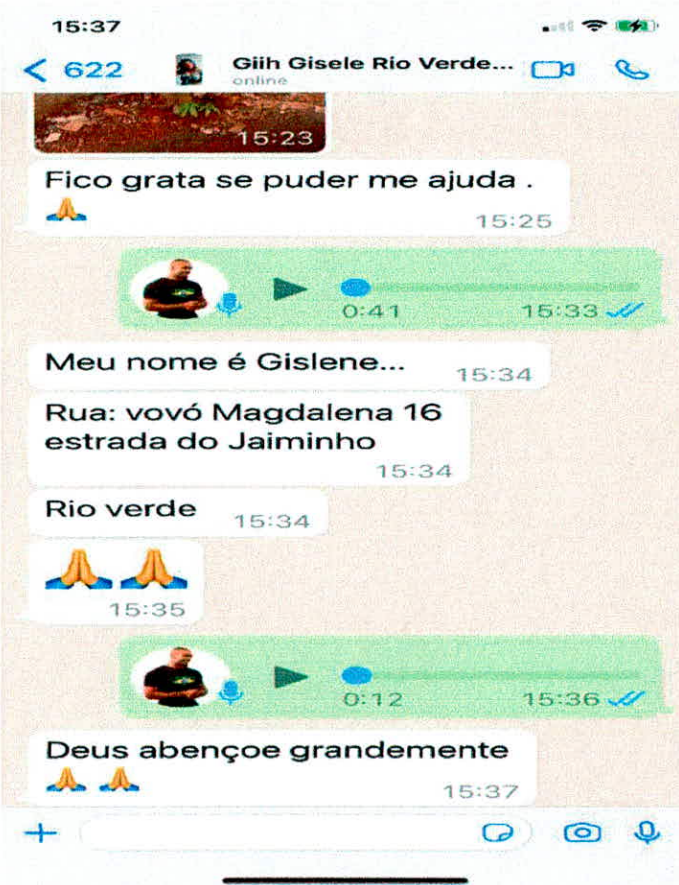 15:37
622
Giih Gisele Rio Verde...
online
15:23
Fico grata se puder me ajuda .
🙏
15:25
0:41
15:33
Meu nome é Gislene...
15:34
Rua: vovó Magdalena 16
estrada do Jaiminho
15:34
Rio verde
15:34
🙏🙏
15:35
0:12
15:36
Deus abençoe grandemente
🙏 🙏
15:37